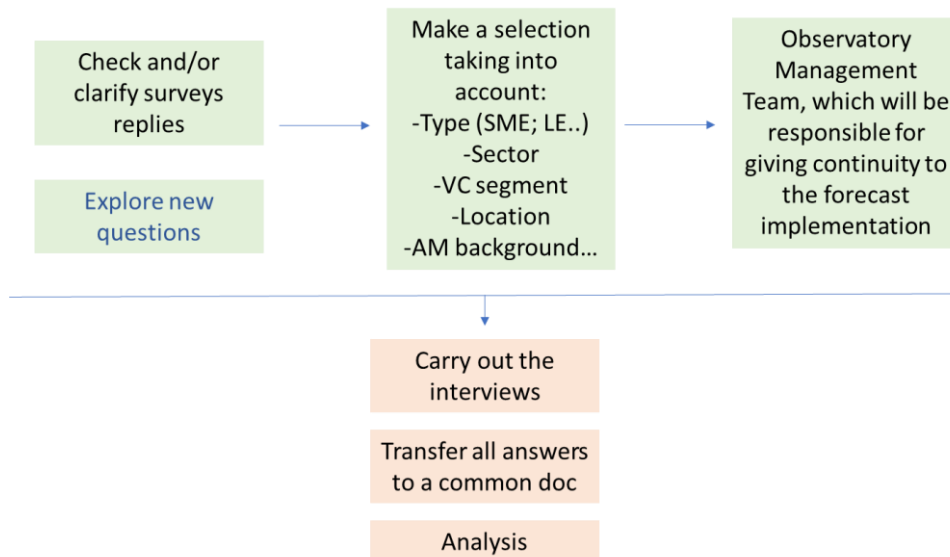 Check and/or
clarify surveys
replies
Explore new
questions
Make a selection
taking into
account:
-Type (SME; LE..)
-Sector
-VC segment
-Location
-AM background...
Observatory
Management
Team, which will be
responsible for
giving continuity to
the forecast
implementation
Carry out the
interviews
Transfer all answers
to a common doc
Analysis